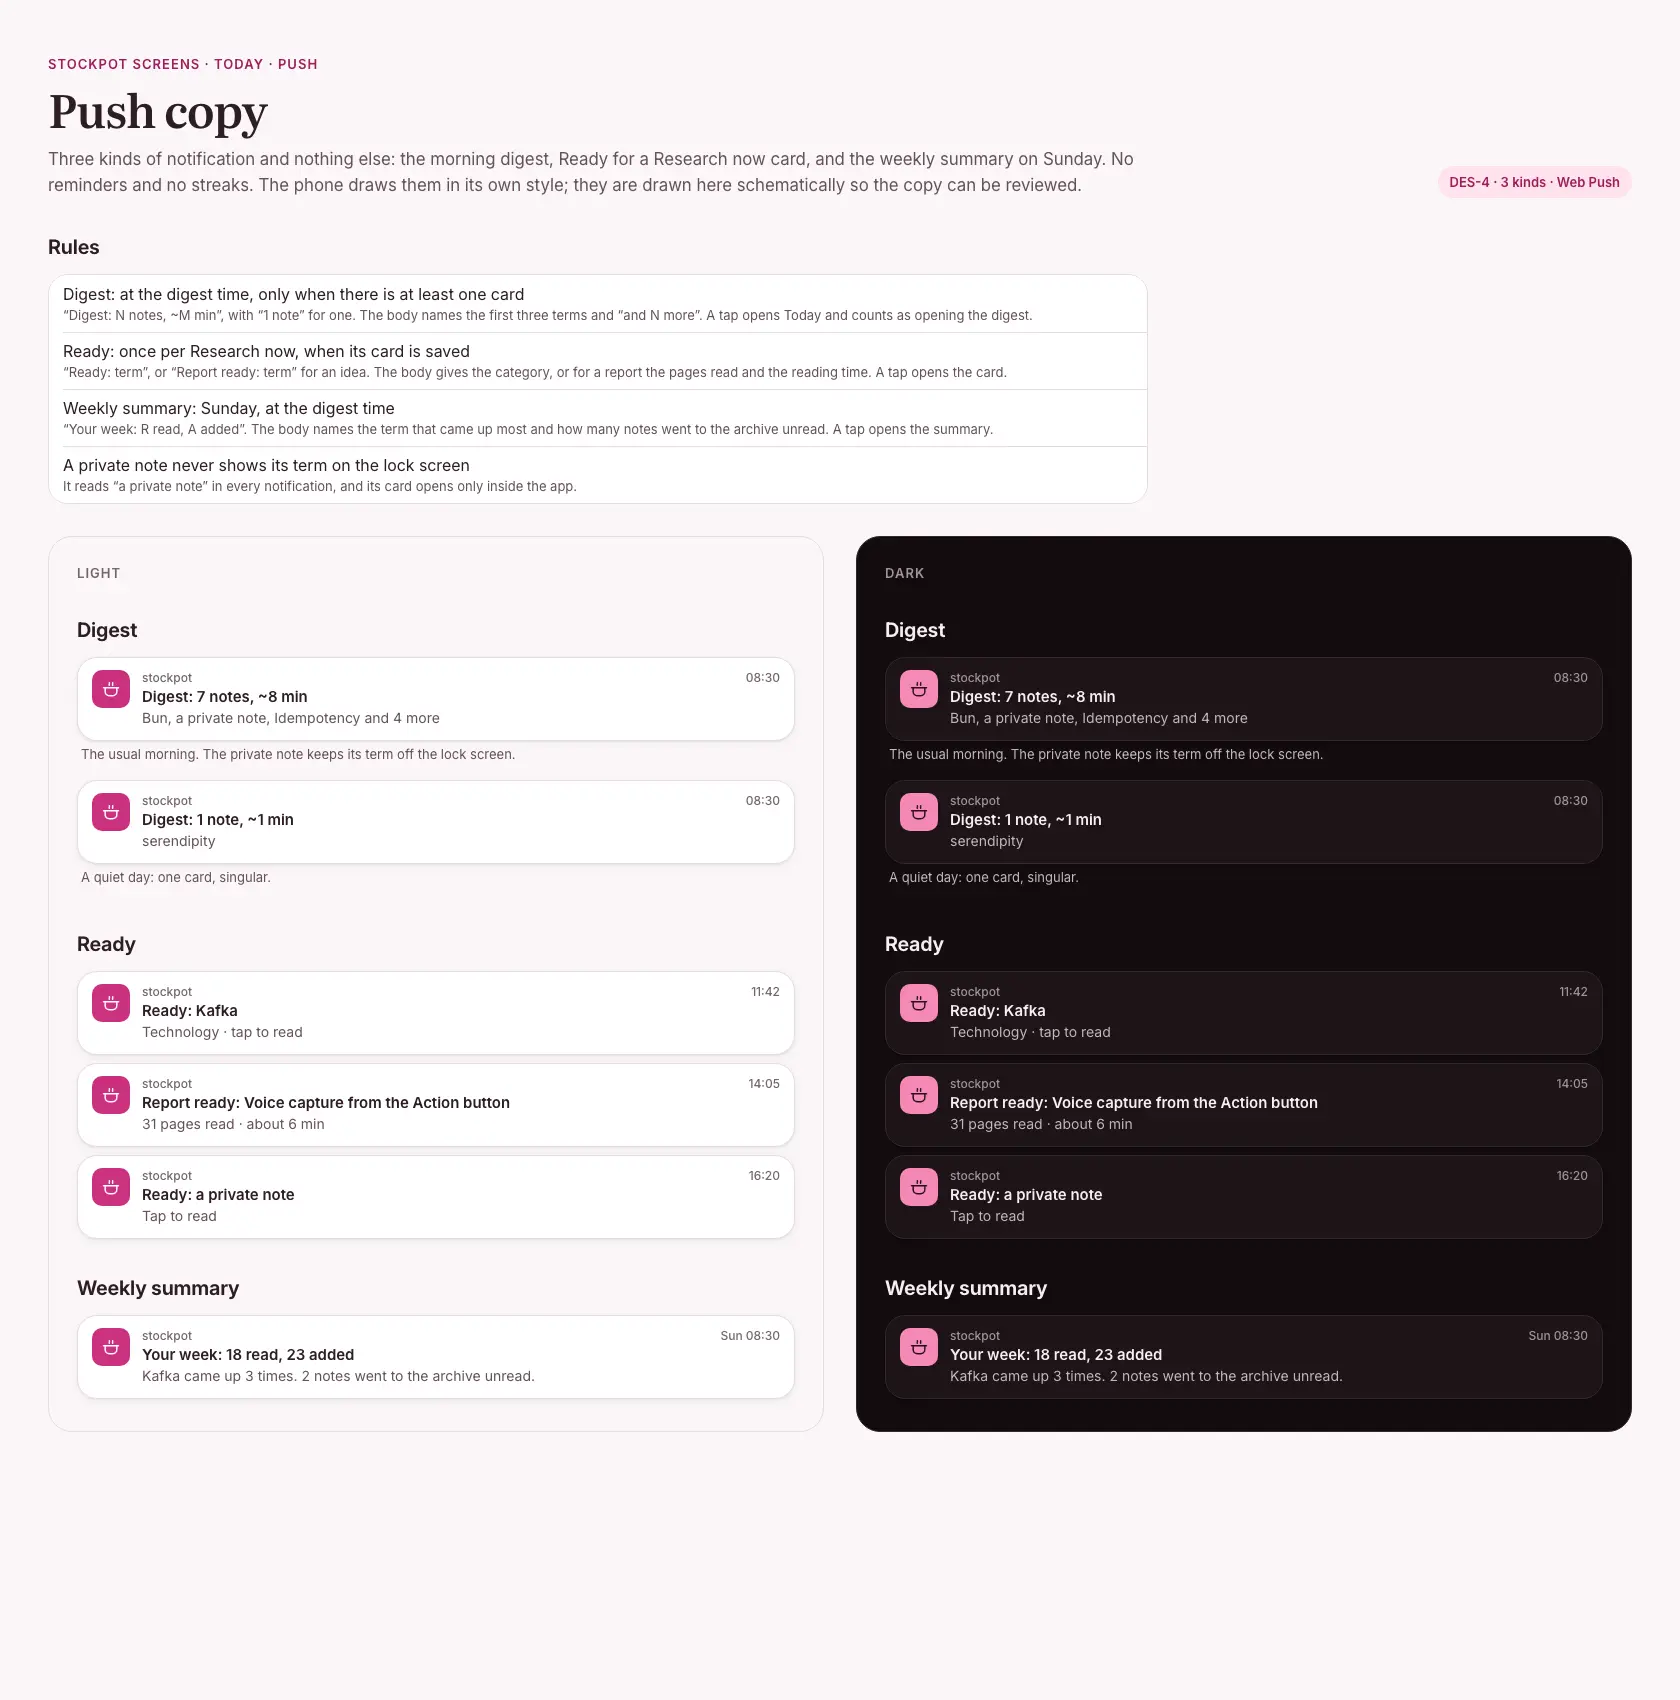 STOCKPOT SCREENS · TODAY · PUSH
Push copy
Three kinds of notification and nothing else: the morning digest, Ready for a Research now card, and the weekly summary on Sunday. No
reminders and no streaks. The phone draws them in its own style; they are drawn here schematically so the copy can be reviewed.
DES-4 · 3 kinds · Web Push
Rules
Digest: at the digest time, only when there is at least one card
“Digest: N notes, ~M min”, with “1 note” for one. The body names the first three terms and “and N more”. A tap opens Today and counts as opening the digest.
Ready: once per Research now, when its card is saved
“Ready: term”, or “Report ready: term” for an idea. The body gives the category, or for a report the pages read and the reading time. A tap opens the card.
Weekly summary: Sunday, at the digest time
“Your week: R read, A added”. The body names the term that came up most and how many notes went to the archive unread. A tap opens the summary.
A private note never shows its term on the lock screen
It reads “a private note” in every notification, and its card opens only inside the app.
LIGHT
Digest
stockpot 08:30
Digest: 7 notes, ~8 min
Bun, a private note, Idempotency and 4 more
The usual morning. The private note keeps its term off the lock screen.
stockpot 08:30
Digest: 1 note, ~1 min
serendipity
A quiet day: one card, singular.
Ready
stockpot 11:42
Ready: Kafka
Technology · tap to read
stockpot 14:05
Report ready: Voice capture from the Action button
31 pages read · about 6 min
stockpot 16:20
Ready: a private note
Tap to read
Weekly summary
stockpot Sun 08:30
Your week: 18 read, 23 added
Kafka came up 3 times. 2 notes went to the archive unread.
DARK
Digest
stockpot 08:30
Digest: 7 notes, ~8 min
Bun, a private note, Idempotency and 4 more
The usual morning. The private note keeps its term off the lock screen.
stockpot 08:30
Digest: 1 note, ~1 min
serendipity
A quiet day: one card, singular.
Ready
stockpot 11:42
Ready: Kafka
Technology · tap to read
stockpot 14:05
Report ready: Voice capture from the Action button
31 pages read · about 6 min
stockpot 16:20
Ready: a private note
Tap to read
Weekly summary
stockpot Sun 08:30
Your week: 18 read, 23 added
Kafka came up 3 times. 2 notes went to the archive unread.